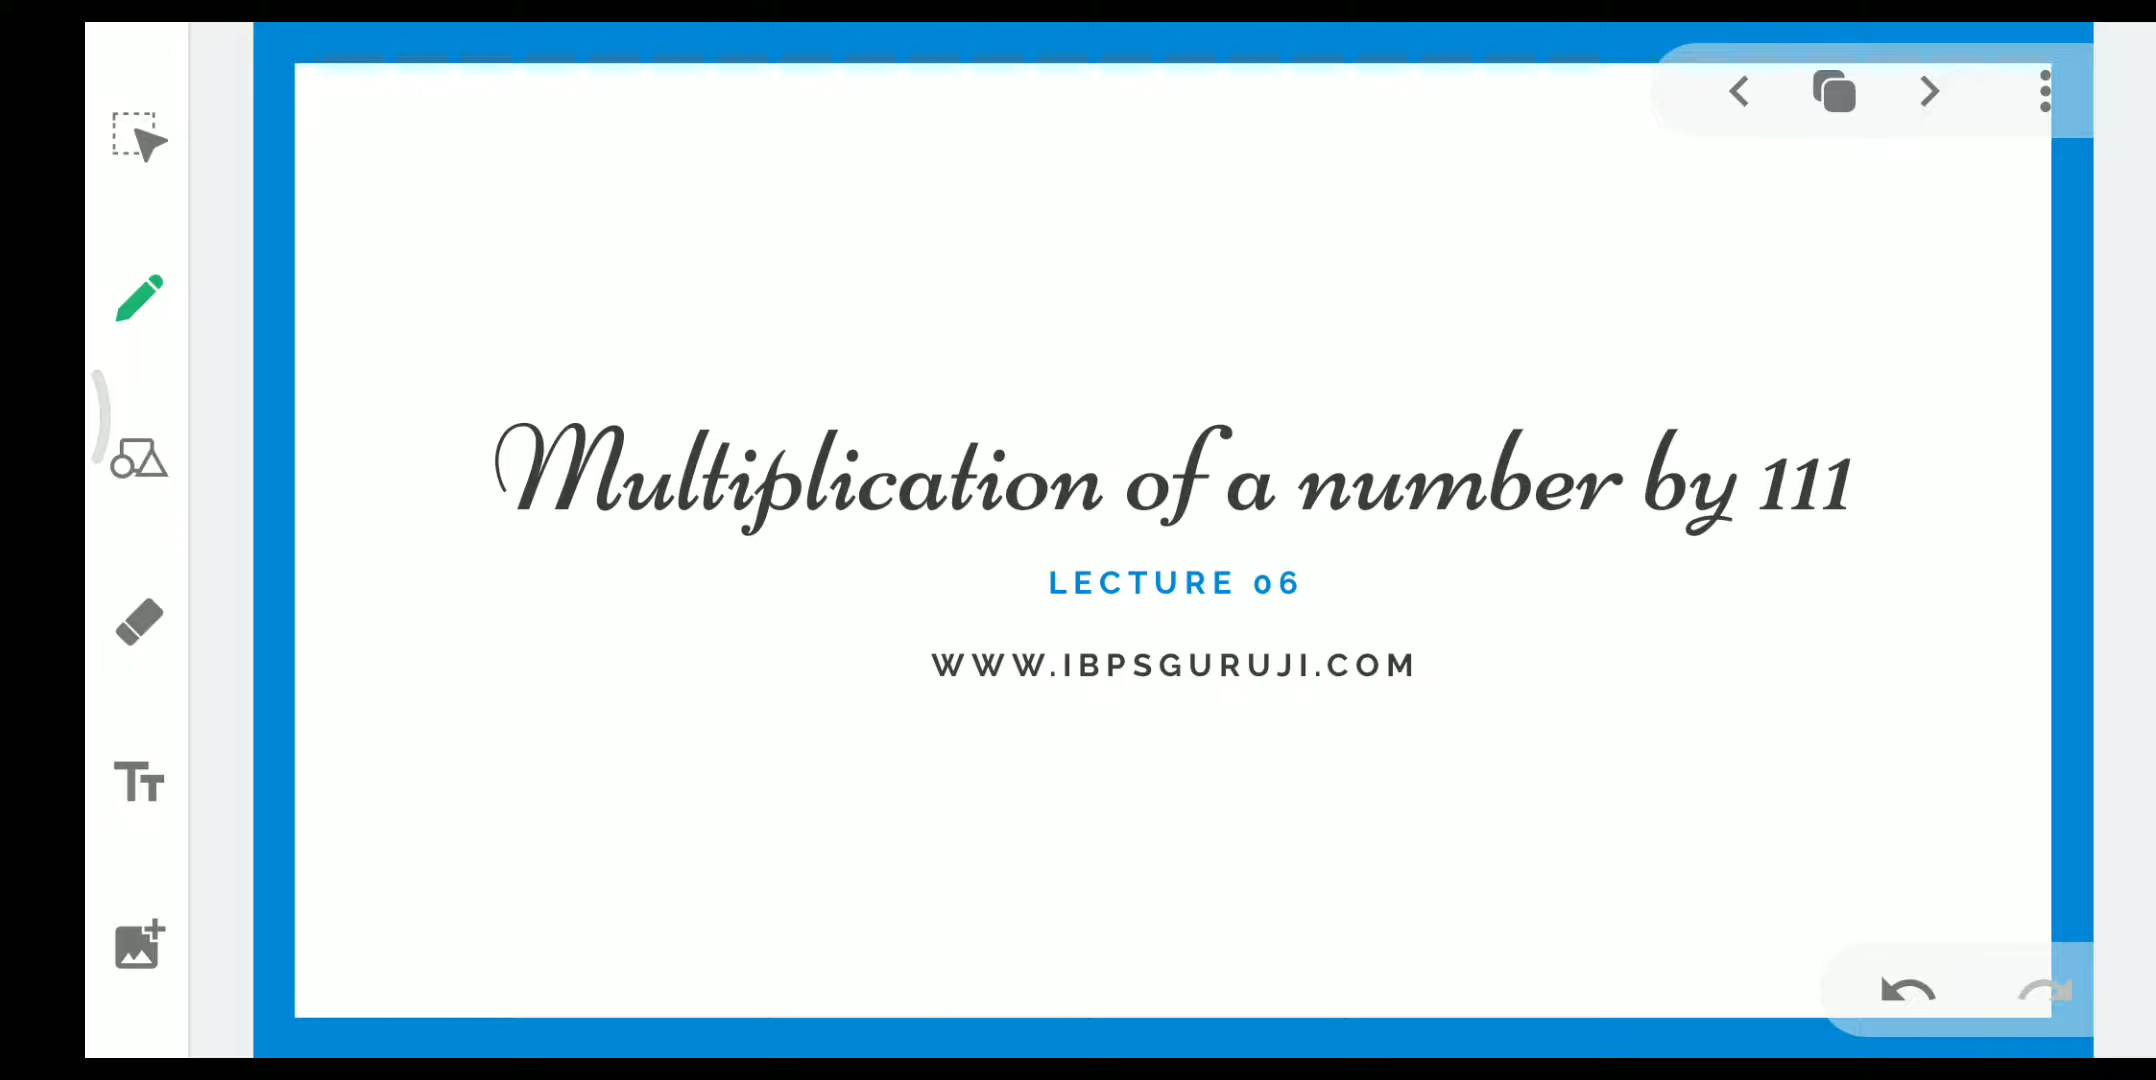 Multiplication of a number by 111
LECTURE 06
WWW.IBPSGURUJI.COM